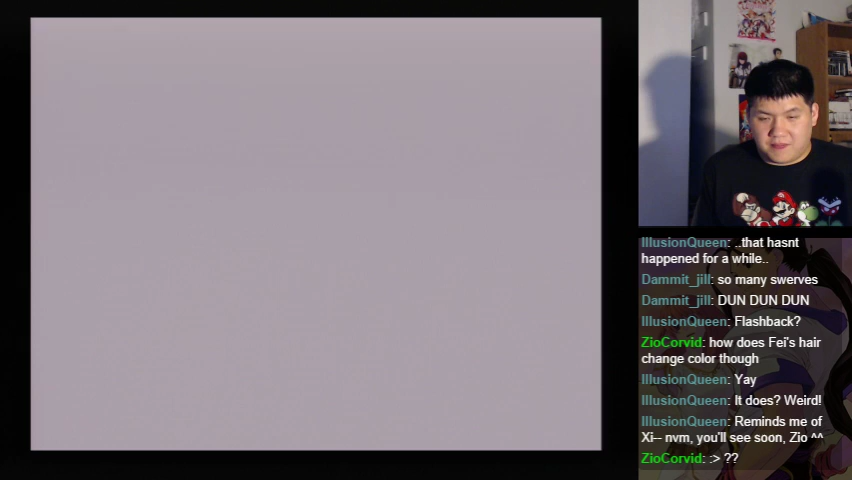 IllusionQueen: ..that hasnt
happened for a while..
Dammit_jill: so many swerves
Dammit_jill: DUN DUN DUN
IllusionQueen: Flashback?
ZioCorvid: how does Fei's hair
change color though
IllusionQueen: Yay
IllusionQueen: It does? Weird!
IllusionQueen: Reminds me of
Xi-- nvm, you'll see soon, Zio ^^
ZioCorvid: :> ??